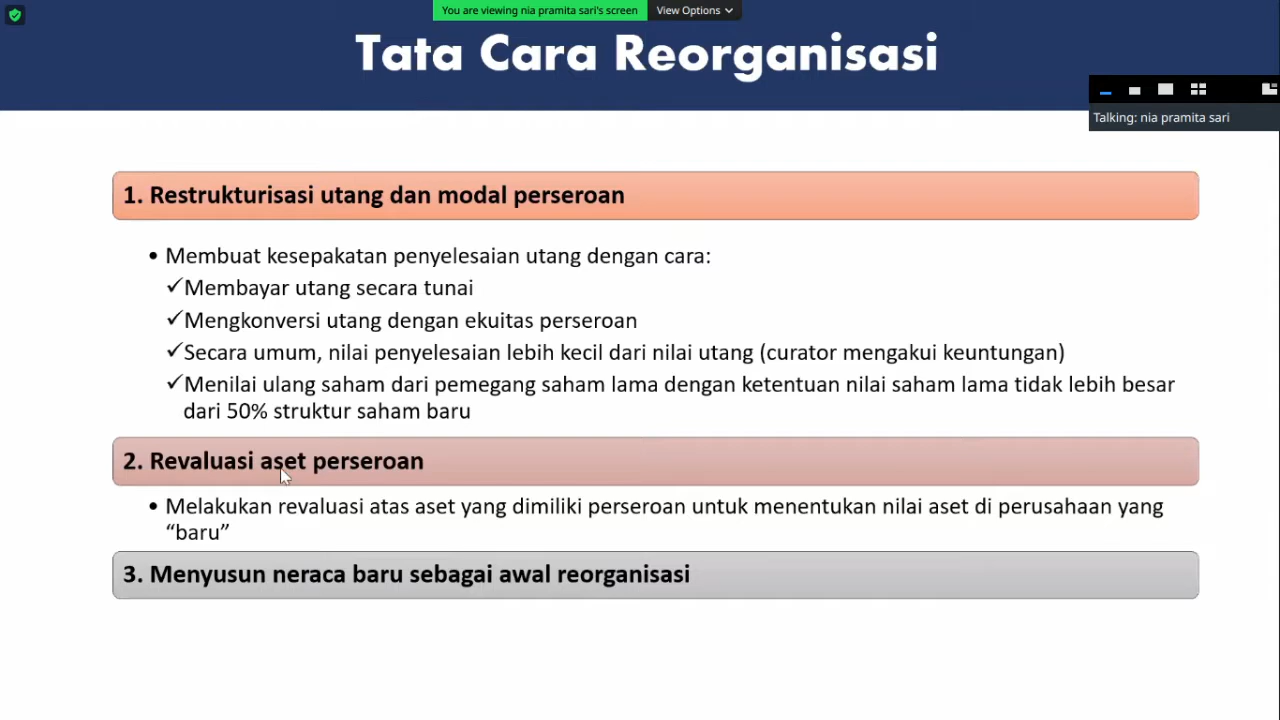 You are viewing nia pramita sari's screen
View Options
Tata Cara Reorganisasi
Talking: nia pramita sari
1. Restrukturisasi utang dan modal perseroan
• Membuat kesepakatan penyelesaian utang dengan cara:
✓Membayar utang secara tunai
✓Mengkonversi utang dengan ekuitas perseroan
✓Secara umum, nilai penyelesaian lebih kecil dari nilai utang (curator mengakui keuntungan)
✓Menilai ulang saham dari pemegang saham lama dengan ketentuan nilai saham lama tidak lebih besar
dari 50% struktur saham baru
2. Revaluasi aset perseroan
• Melakukan revaluasi atas aset yang dimiliki perseroan untuk menentukan nilai aset di perusahaan yang
“baru”
3. Menyusun neraca baru sebagai awal reorganisasi